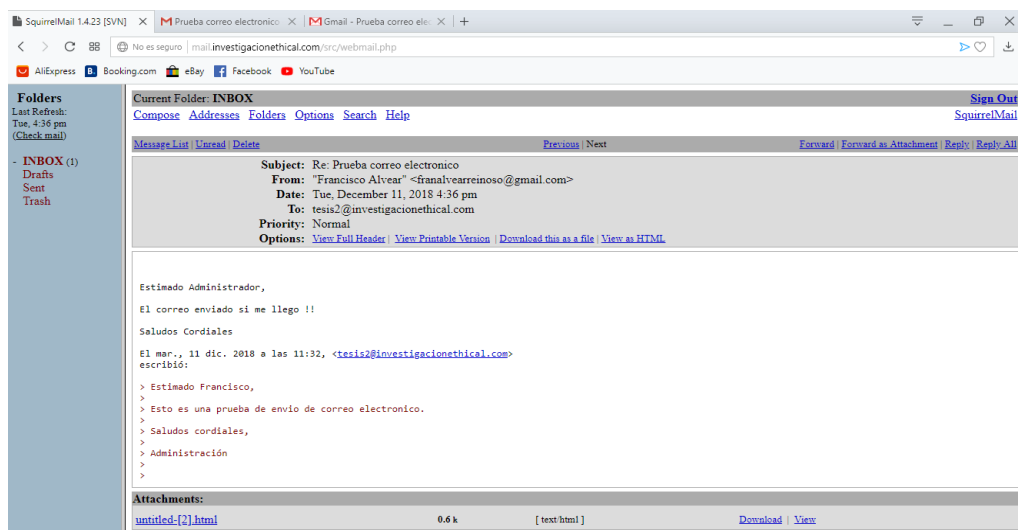 SquirrelMail 1.4.23 [SVN]
Prueba correo electronico
Gmail - Prueba correo elec
No es seguro mail.investigacionethical.com/src/webmail.php
AliExpress B. Booking.com eBay Facebook YouTube
Folders
Last Refresh:
Tue, 4:36 pm
(Check mail)
- INBOX (1)
Drafts
Sent
Trash
Current Folder: INBOX Sign Out
Compose Addresses Folders Options Search Help SquirrelMail
Message List | Unread | Delete Previous | Next Forward | Forward as Attachment | Reply | Reply All
Subject: Re: Prueba correo electronico
From: "Francisco Alvear" <franalvearreinoso@gmail.com>
Date: Tue, December 11, 2018 4:36 pm
To: tesis2@investigacionethical.com
Priority: Normal
Options: View Full Header | View Printable Version | Download this as a file | View as HTML
Estimado Administrador,
El correo enviado si me llego !!
Saludos Cordiales
El mar., 11 dic. 2018 a las 11:32, <tesis2@investigacionethical.com>
escribió:
> Estimado Francisco,
>
> Esto es una prueba de envio de correo electronico.
>
> Saludos cordiales,
>
> Administración
>
>
Attachments:
untitled-[2].html 0.6 k [ text/html ] Download | View